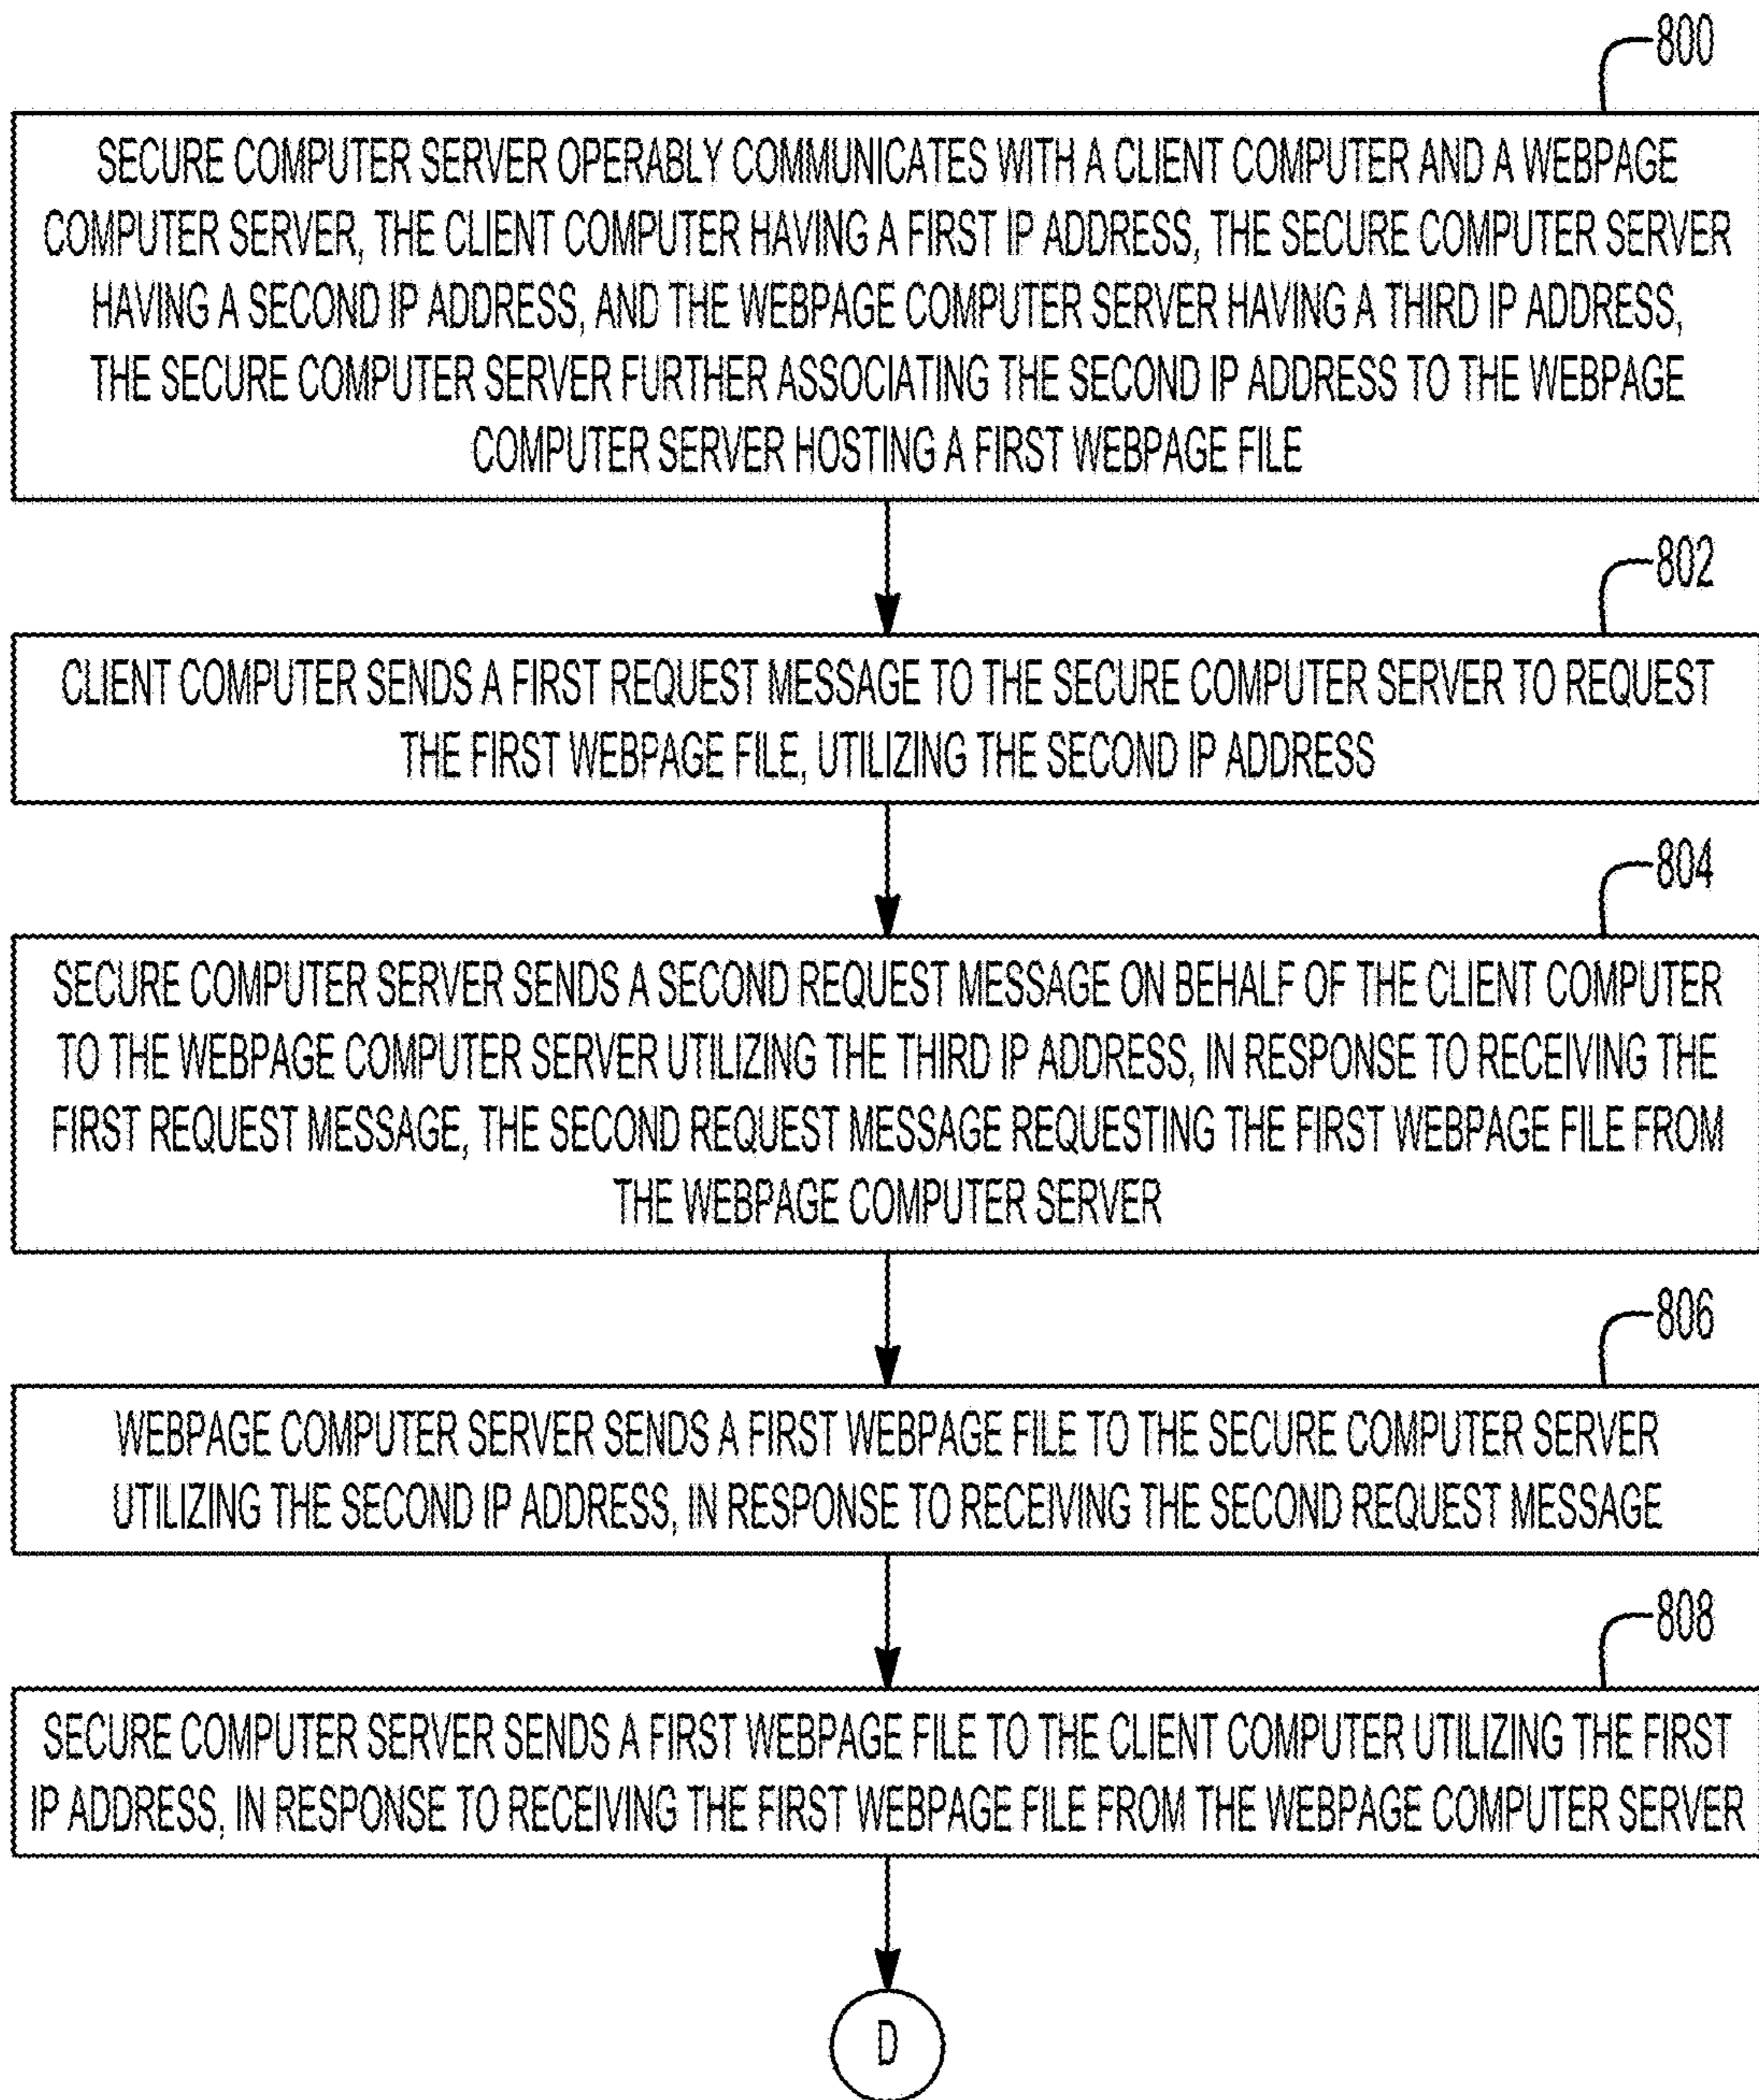 800
SECURE COMPUTER SERVER OPERABLY COMMUNICATES WITH A CLIENT COMPUTER AND A WEBPAGE
COMPUTER SERVER, THE CLIENT COMPUTER HAVING A FIRST IP ADDRESS, THE SECURE COMPUTER SERVER
HAVING A SECOND IP ADDRESS, AND THE WEBPAGE COMPUTER SERVER HAVING A THIRD IP ADDRESS,
THE SECURE COMPUTER SERVER FURTHER ASSOCIATING THE SECOND IP ADDRESS TO THE WEBPAGE
COMPUTER SERVER HOSTING A FIRST WEBPAGE FILE
802
CLIENT COMPUTER SENDS A FIRST REQUEST MESSAGE TO THE SECURE COMPUTER SERVER TO REQUEST
THE FIRST WEBPAGE FILE, UTILIZING THE SECOND IP ADDRESS
804
SECURE COMPUTER SERVER SENDS A SECOND REQUEST MESSAGE ON BEHALF OF THE CLIENT COMPUTER
TO THE WEBPAGE COMPUTER SERVER UTILIZING THE THIRD IP ADDRESS, IN RESPONSE TO RECEIVING THE
FIRST REQUEST MESSAGE, THE SECOND REQUEST MESSAGE REQUESTING THE FIRST WEBPAGE FILE FROM
THE WEBPAGE COMPUTER SERVER
806
WEBPAGE COMPUTER SERVER SENDS A FIRST WEBPAGE FILE TO THE SECURE COMPUTER SERVER
UTILIZING THE SECOND IP ADDRESS, IN RESPONSE TO RECEIVING THE SECOND REQUEST MESSAGE
808
SECURE COMPUTER SERVER SENDS A FIRST WEBPAGE FILE TO THE CLIENT COMPUTER UTILIZING THE FIRST
IP ADDRESS, IN RESPONSE TO RECEIVING THE FIRST WEBPAGE FILE FROM THE WEBPAGE COMPUTER SERVER
D